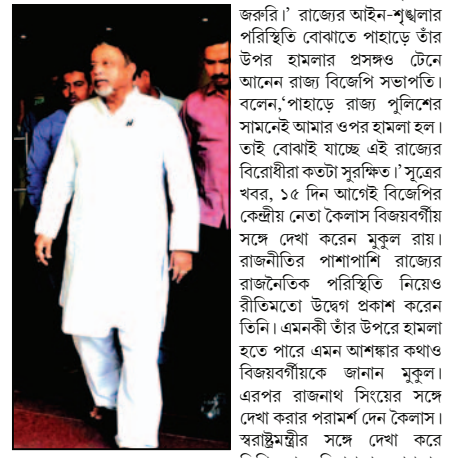 জরুরি।’ রাজ্যের আইন-শৃঙ্খলার
পরিস্থিতি বোঝাতে পাহাড়ে তাঁর
উপর হামলার প্রসঙ্গও টেনে
আনেন রাজ্য বিজেপি সভাপতি।
বলেন,‘পাহাড়ে রাজ্য পুলিশের
সামনেই আমার ওপর হামলা হল।
তাই বোঝাই যাচ্ছে এই রাজ্যের
বিরোধীরা কতটা সুরক্ষিত।’ সূত্রের
খবর, ১৫ দিন আগেই বিজেপির
কেন্দ্রীয় নেতা কৈলাস বিজয়বর্গীয়
সঙ্গে দেখা করেন মুকুল রায়।
রাজনীতির পাশাপাশি রাজ্যের
রাজনৈতিক পরিস্থিতি নিয়েও
রীতিমতো উদ্বেগ প্রকাশ করেন
তিনি। এমনকী তাঁর উপরে হামলা
হতে পারে এমন আশঙ্কার কথাও
বিজয়বর্গীয়কে জানান মুকুল।
এরপর রাজনাথ সিংয়ের সঙ্গে
দেখা করার পরামর্শ দেন কৈলাস।
স্বরাষ্ট্রমন্ত্রীর সঙ্গে দেখা করে